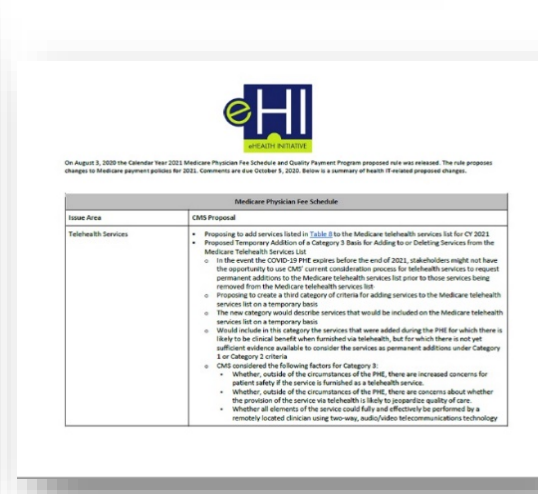 eHI
eHEALTH INITIATIVE
On August 3, 2020 the Calendar Year 2021 Medicare Physician Fee Schedule and Quality Payment Program proposed rule was released. The rule proposes
changes to Medicare payment policies for 2021. Comments are due October 5, 2020. Below is a summary of health IT-related proposed changes.
Medicare Physician Fee Schedule
Issue Area CMS Proposal
Telehealth Services • Proposing to add services listed in Table 8 to the Medicare telehealth services list for CY 2021
• Proposed Temporary Addition of a Category 3 Basis for Adding to or Deleting Services from the
Medicare Telehealth Services List
o In the event the COVID-19 PHE expires before the end of 2021, stakeholders might not have
the opportunity to use CMS' current consideration process for telehealth services to request
permanent additions to the Medicare telehealth services list prior to those services being
removed from the Medicare telehealth services list
o Proposing to create a third category of criteria for adding services to the Medicare telehealth
services list on a temporary basis
o The new category would describe services that would be included on the Medicare telehealth
services list on a temporary basis
o Would include in this category the services that were added during the PHE for which there is
likely to be clinical benefit when furnished via telehealth, but for which there is not yet
sufficient evidence available to consider the services as permanent additions under Category
1 or Category 2 criteria
o CMS considered the following factors for Category 3:
▪ Whether, outside of the circumstances of the PHE, there are increased concerns for
patient safety if the service is furnished as a telehealth service.
▪ Whether, outside of the circumstances of the PHE, there are concerns about whether
the provision of the service via telehealth is likely to jeopardize quality of care.
▪ Whether all elements of the service could fully and effectively be performed by a
remotely located clinician using two-way, audio/video telecommunications technology